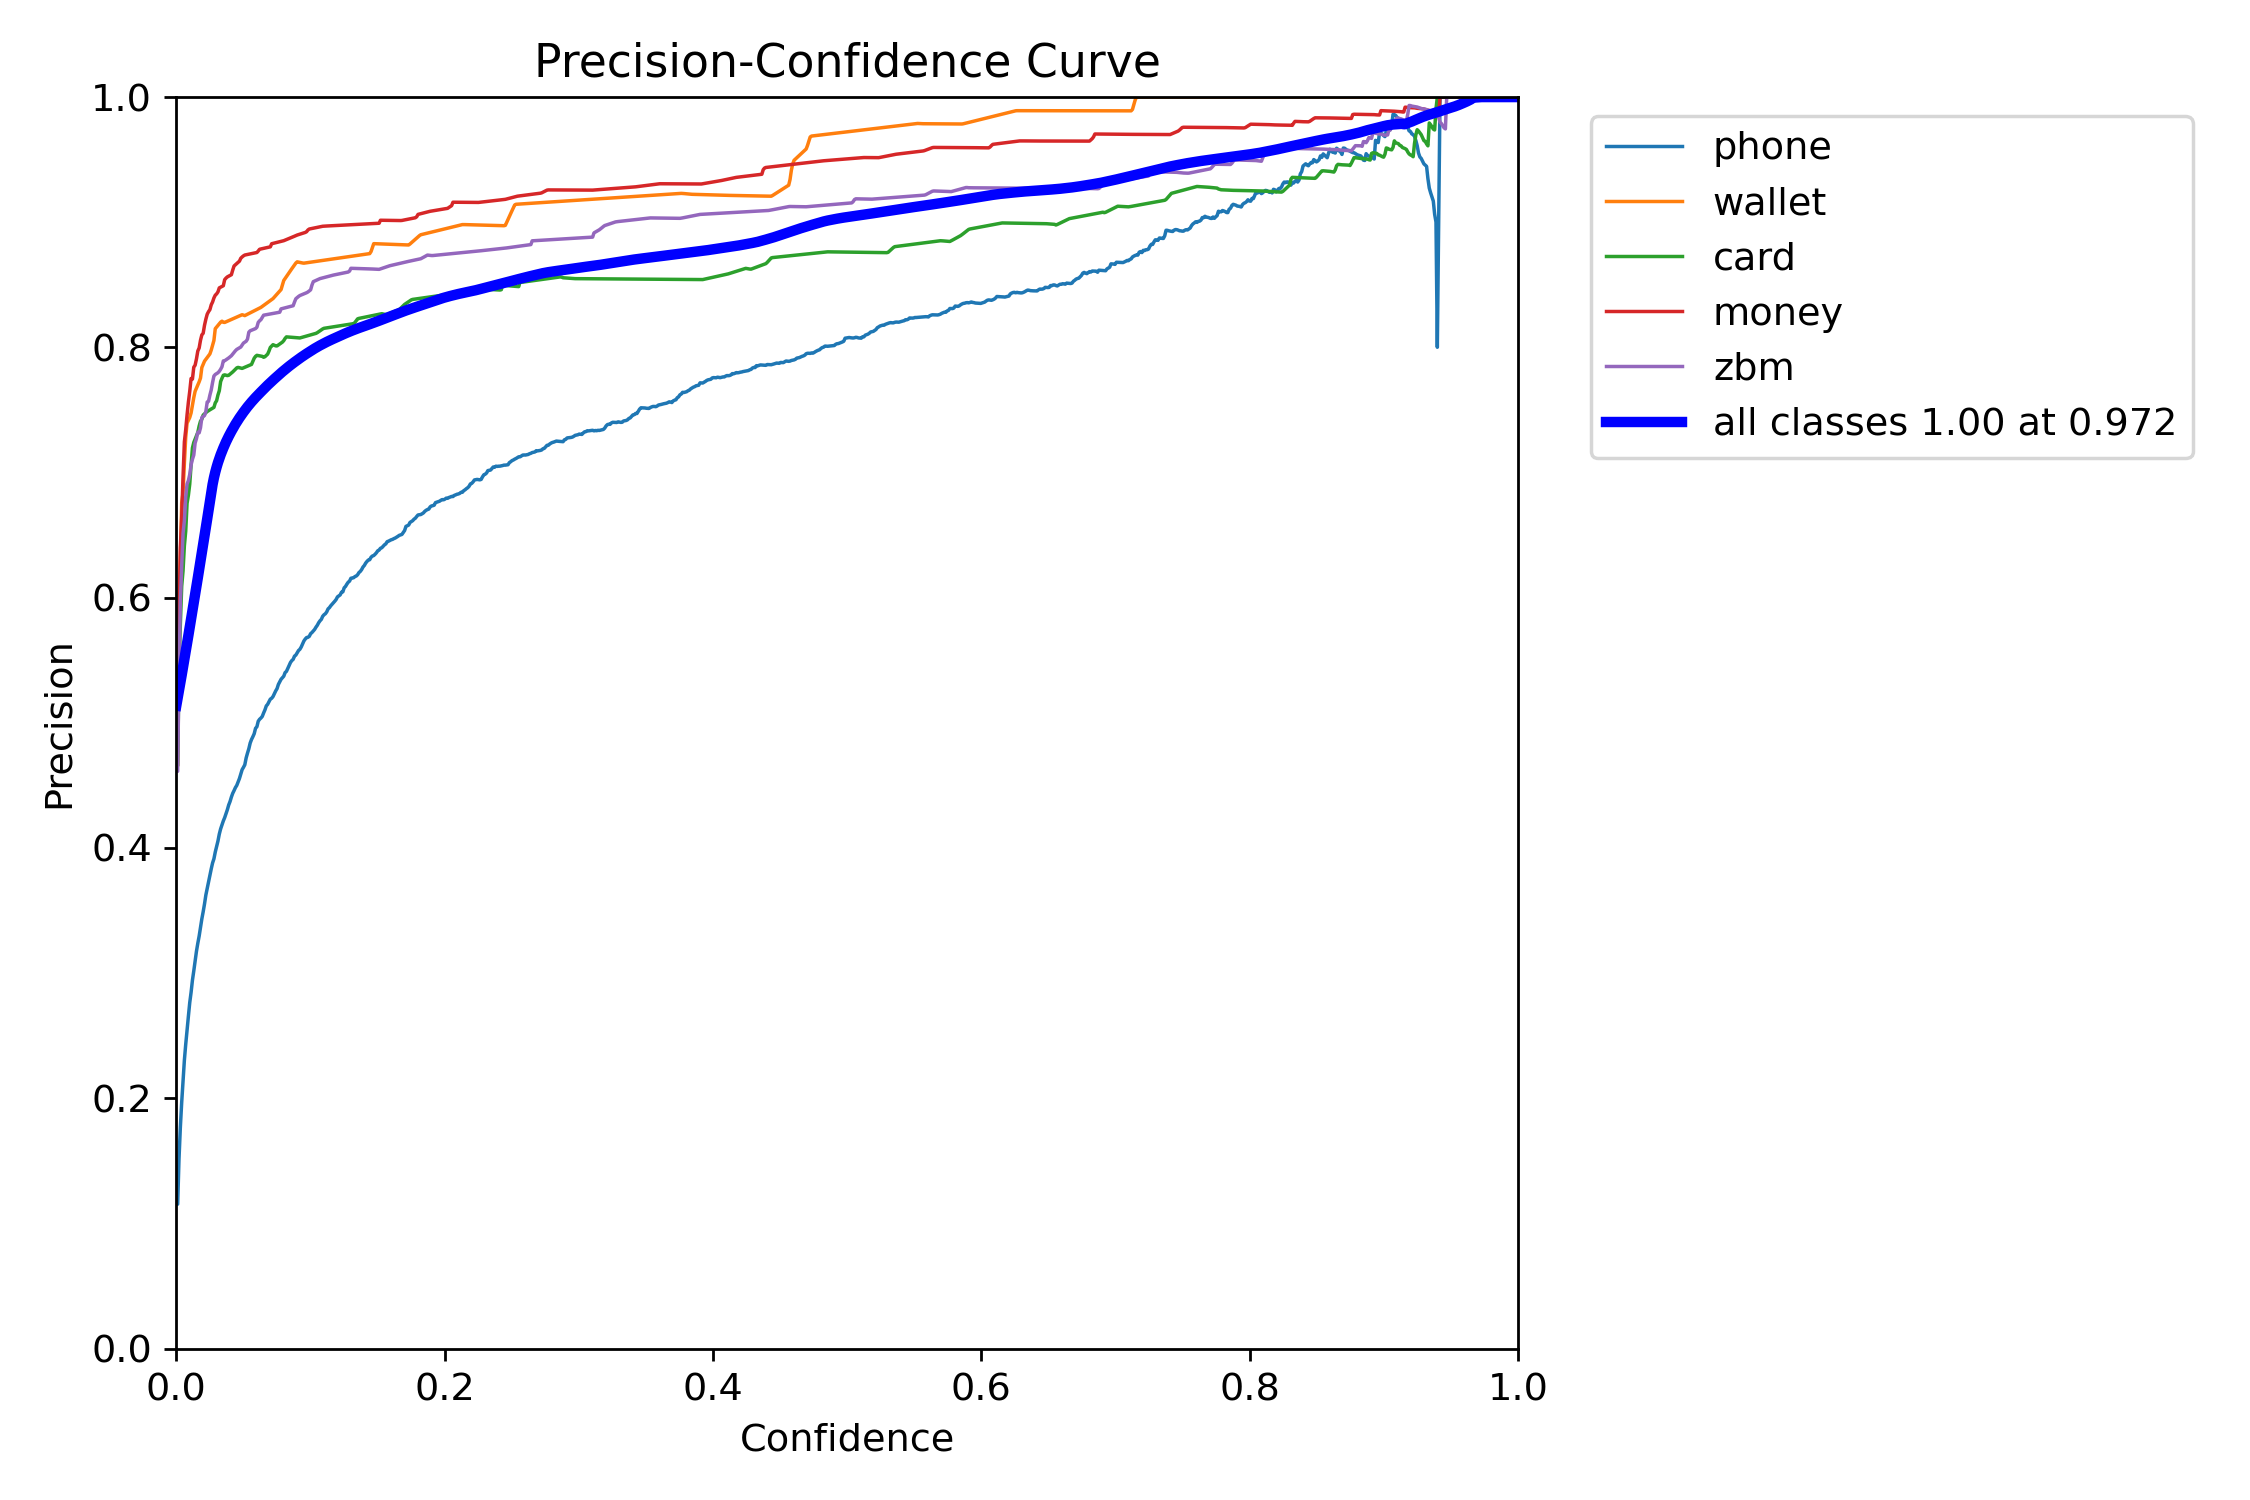 Precision-Confidence Curve
1.0
0.8
0.6
0.4
0.2
0.0
Precision
0.0 0.2 0.4 0.6 0.8 1.0
Confidence
phone
wallet
card
money
zbm
all classes 1.00 at 0.972